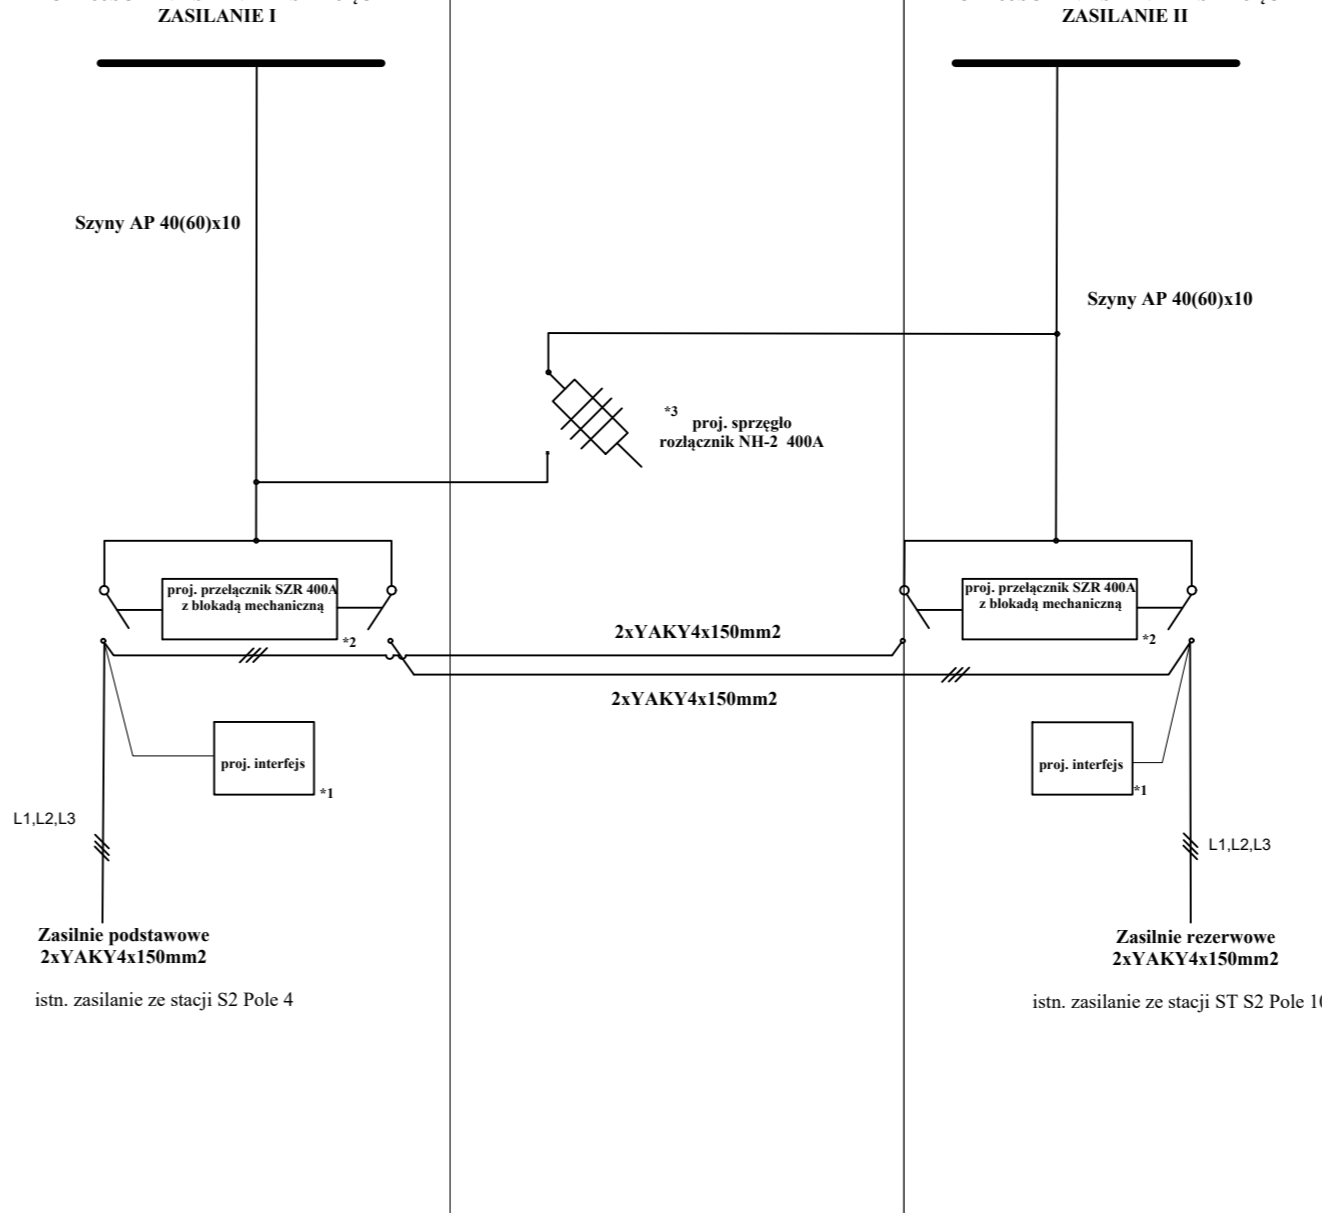 ZASILANIE I
ZASILANIE II
Szyny AP 40(60)x10
Szyny AP 40(60)x10
*3
proj. sprzęgło
rozłącznik NH-2 400A
proj. przełącznik SZR 400A
z blokadą mechaniczną
*2
proj. przełącznik SZR 400A
z blokadą mechaniczną
*2
2xYAKY4x150mm2
2xYAKY4x150mm2
proj. interfejs
*1
proj. interfejs
*1
L1,L2,L3
L1,L2,L3
Zasilnie podstawowe
2xYAKY4x150mm2
Zasilnie rezerwowe
2xYAKY4x150mm2
istn. zasilanie ze stacji S2 Pole 4
istn. zasilanie ze stacji ST S2 Pole